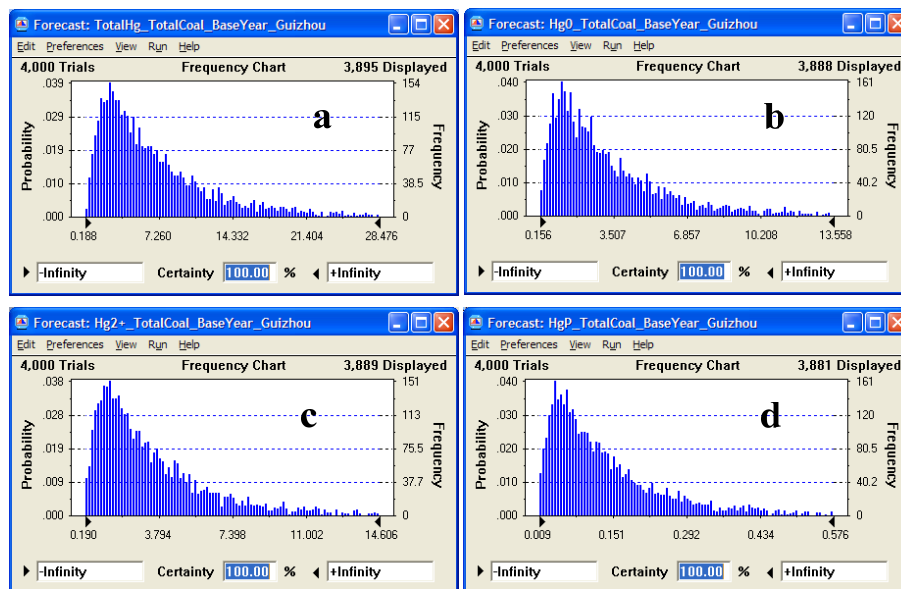 Forecast: TotalHg_TotalCoal_BaseYear_Guizhou
Edit Preferences View Run Help
4,000 Trials Frequency Chart 3,895 Displayed
.039
.029
.019
.010
.000
Probability
a
154
115
77
38.5
0
Frequency
0.188 7.260 14.332 21.404 28.476
-Infinity Certainty 100.00 % +Infinity
Forecast: Hg0_TotalCoal_BaseYear_Guizhou
Edit Preferences View Run Help
4,000 Trials Frequency Chart 3,888 Displayed
.040
.030
.020
.010
.000
Probability
b
161
120
80.5
40.2
0
Frequency
0.156 3.507 6.857 10.208 13.558
-Infinity Certainty 100.00 % +Infinity
Forecast: Hg2+_TotalCoal_BaseYear_Guizhou
Edit Preferences View Run Help
4,000 Trials Frequency Chart 3,889 Displayed
.038
.028
.019
.009
.000
Probability
c
151
113
75.5
37.7
0
Frequency
0.190 3.794 7.398 11.002 14.606
-Infinity Certainty 100.00 % +Infinity
Forecast: HgP_TotalCoal_BaseYear_Guizhou
Edit Preferences View Run Help
4,000 Trials Frequency Chart 3,881 Displayed
.040
.030
.020
.010
.000
Probability
d
161
120
80.5
40.2
0
Frequency
0.009 0.151 0.292 0.434 0.576
-Infinity Certainty 100.00 % +Infinity